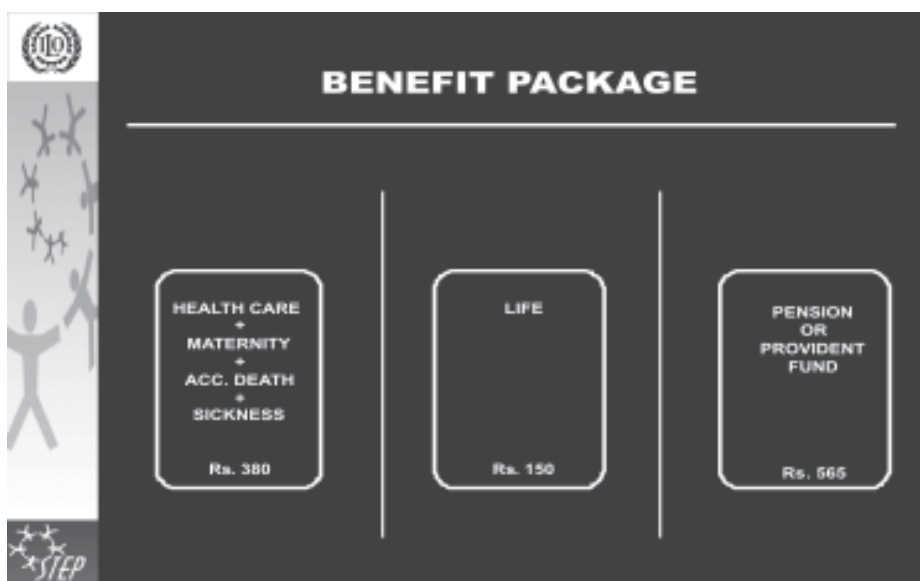 ILO
BENEFIT PACKAGE
HEALTH CARE
+
MATERNITY
+
ACC. DEATH
+
SICKNESS
Rs. 380
LIFE
Rs. 150
PENSION
OR
PROVIDENT
FUND
Rs. 565
STEP